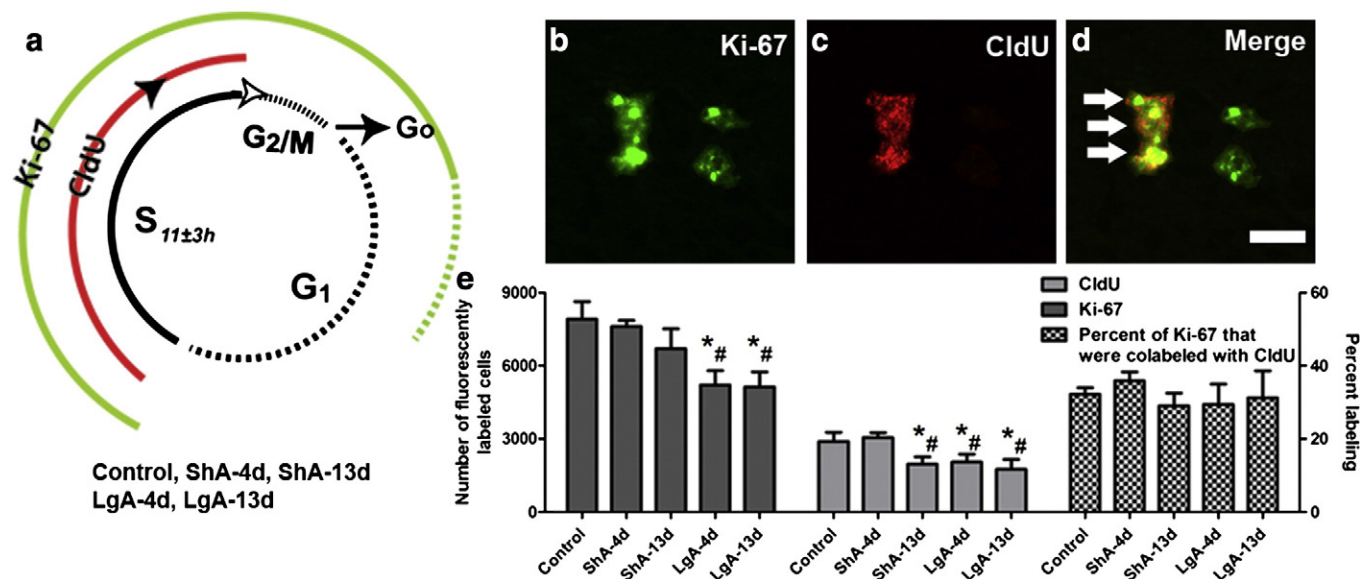 a
Ki-67
CldU
S 11±3h
G2/M
Go
G1
Control, ShA-4d, ShA-13d
LgA-4d, LgA-13d
b
Ki-67
c
CldU
d
Merge
e
Number of fluorescently
labeled cells
9000
6000
3000
0
*#
*#
*#
*#
*#
CldU
Ki-67
Percent of Ki-67 that
were colabeled with CldU
60
40
20
0
Percent labeling
Control
ShA-4d
ShA-13d
LgA-4d
LgA-13d
Control
ShA-4d
ShA-13d
LgA-4d
LgA-13d
Control
ShA-4d
ShA-13d
LgA-4d
LgA-13d